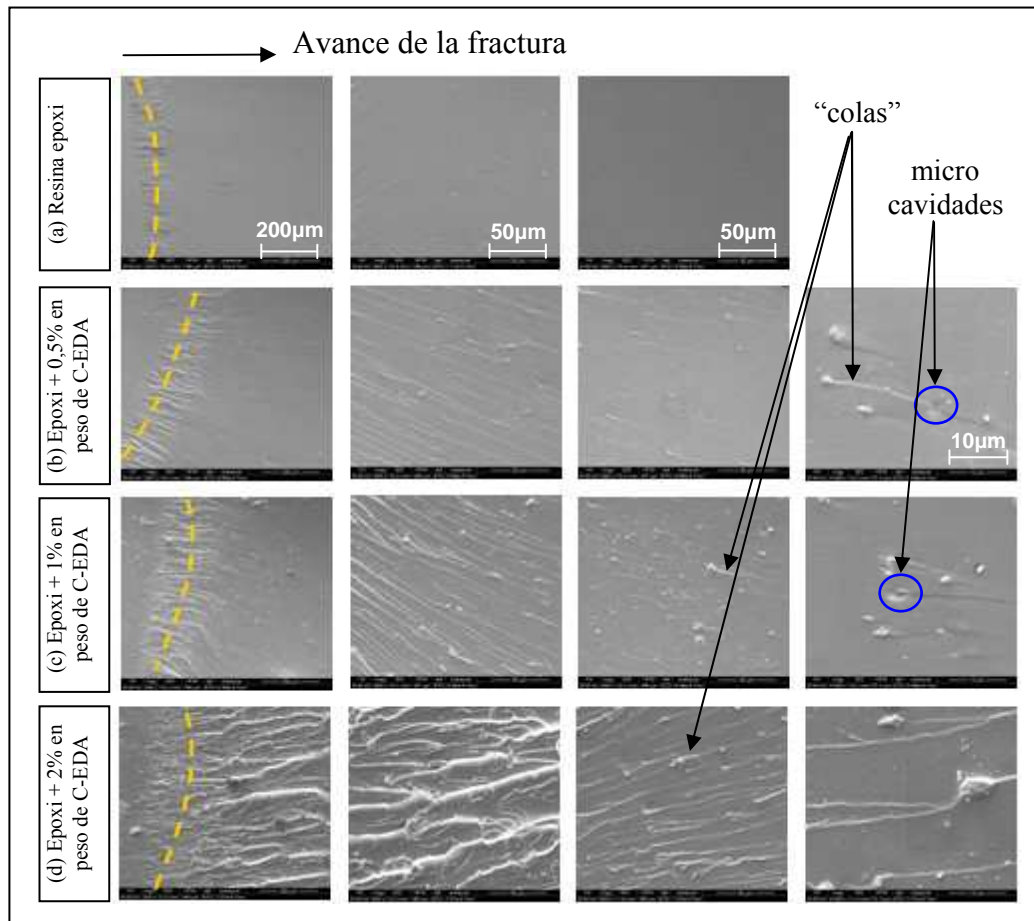 Avance de la fractura
(a) Resina epoxi
200µm
50µm
50µm
“colas”
micro
cavidades
(b) Epoxi + 0,5% en
peso de C-EDA
10µm
(c) Epoxi + 1% en
peso de C-EDA
(d) Epoxi + 2% en
peso de C-EDA